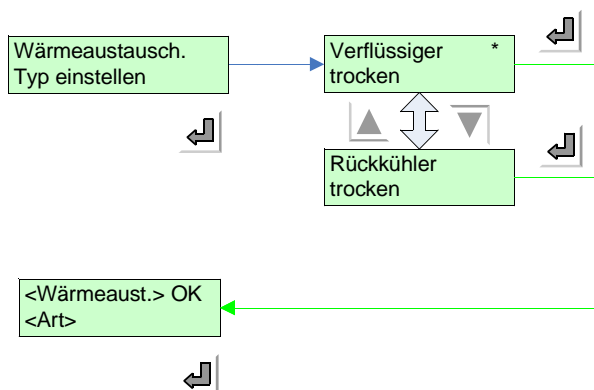 Wärmeaustausch.
Typ einstellen
Verflüssiger *
trocken
Rückkühler
trocken
<Wärmeaust.> OK
<Art>